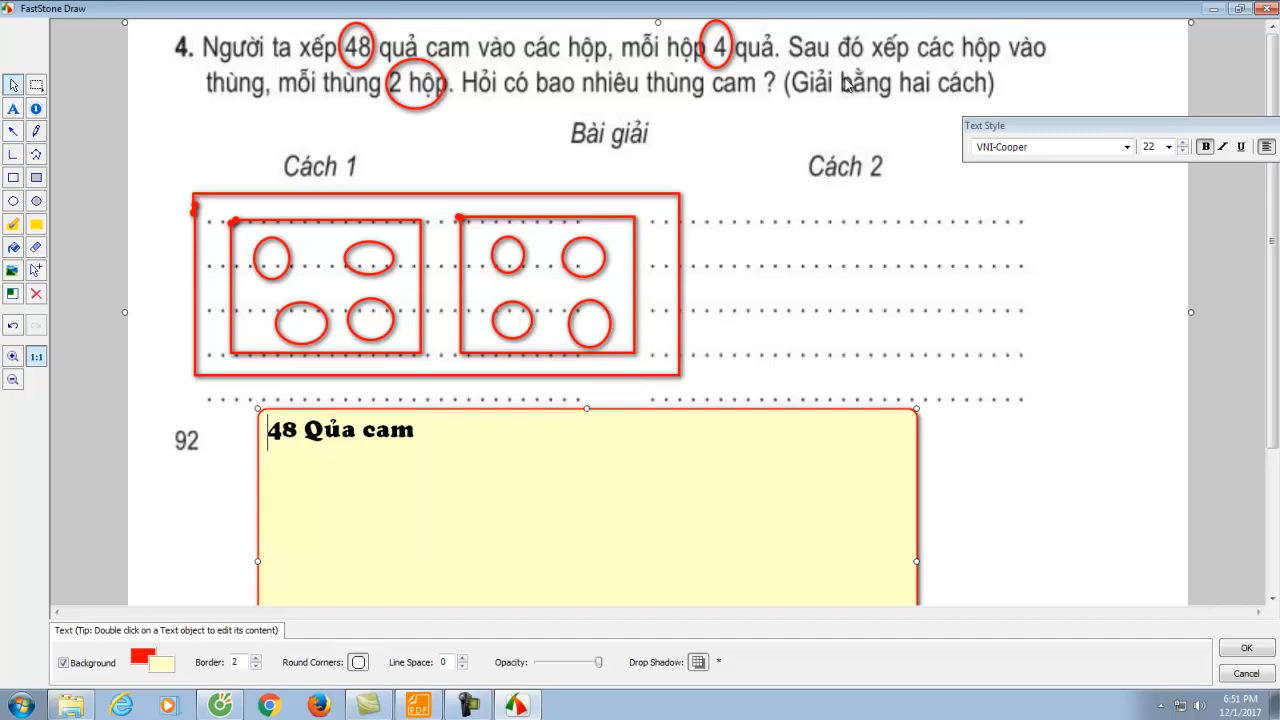 FastStone Draw
4. Người ta xếp 48 quả cam vào các hộp, mỗi hộp 4 quả. Sau đó xếp các hộp vào
thùng, mỗi thùng 2 hộp. Hỏi có bao nhiêu thùng cam ? (Giải bằng hai cách)
Text Style
VNI-Cooper 22 B I U
Bài giải
Cách 1 Cách 2
48 Qủa cam
92
Text (Tip: Double click on a Text object to edit its content)
Background Border: 2 Round Corners: Line Space: 0 Opacity: Drop Shadow: *
OK
Cancel
1:1
PDF
6:51 PM
12/1/2017